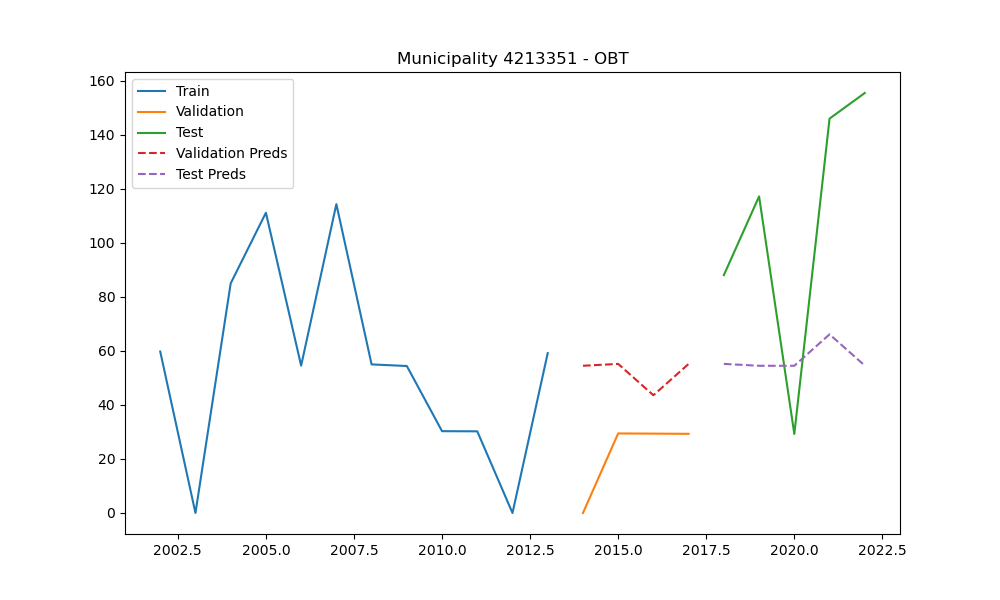 Municipality 4213351 - OBT
160
140
120
100
80
60
40
20
0
Train
Validation
Test
Validation Preds
Test Preds
2002.5 2005.0 2007.5 2010.0 2012.5 2015.0 2017.5 2020.0 2022.5